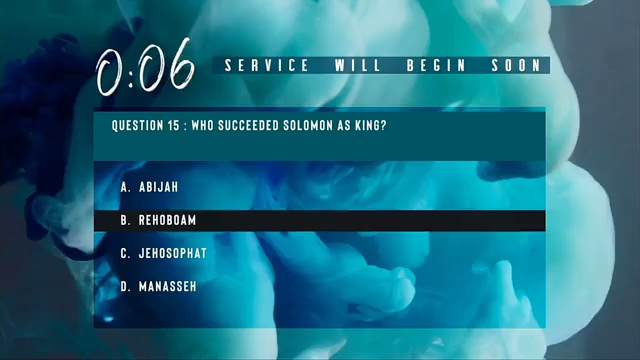 0:06
SERVICE WILL BEGIN SOON
QUESTION 15 : WHO SUCCEEDED SOLOMON AS KING?
A. ABIJAH
B. REHOBOAM
C. JEHOSOPHAT
D. MANASSEH